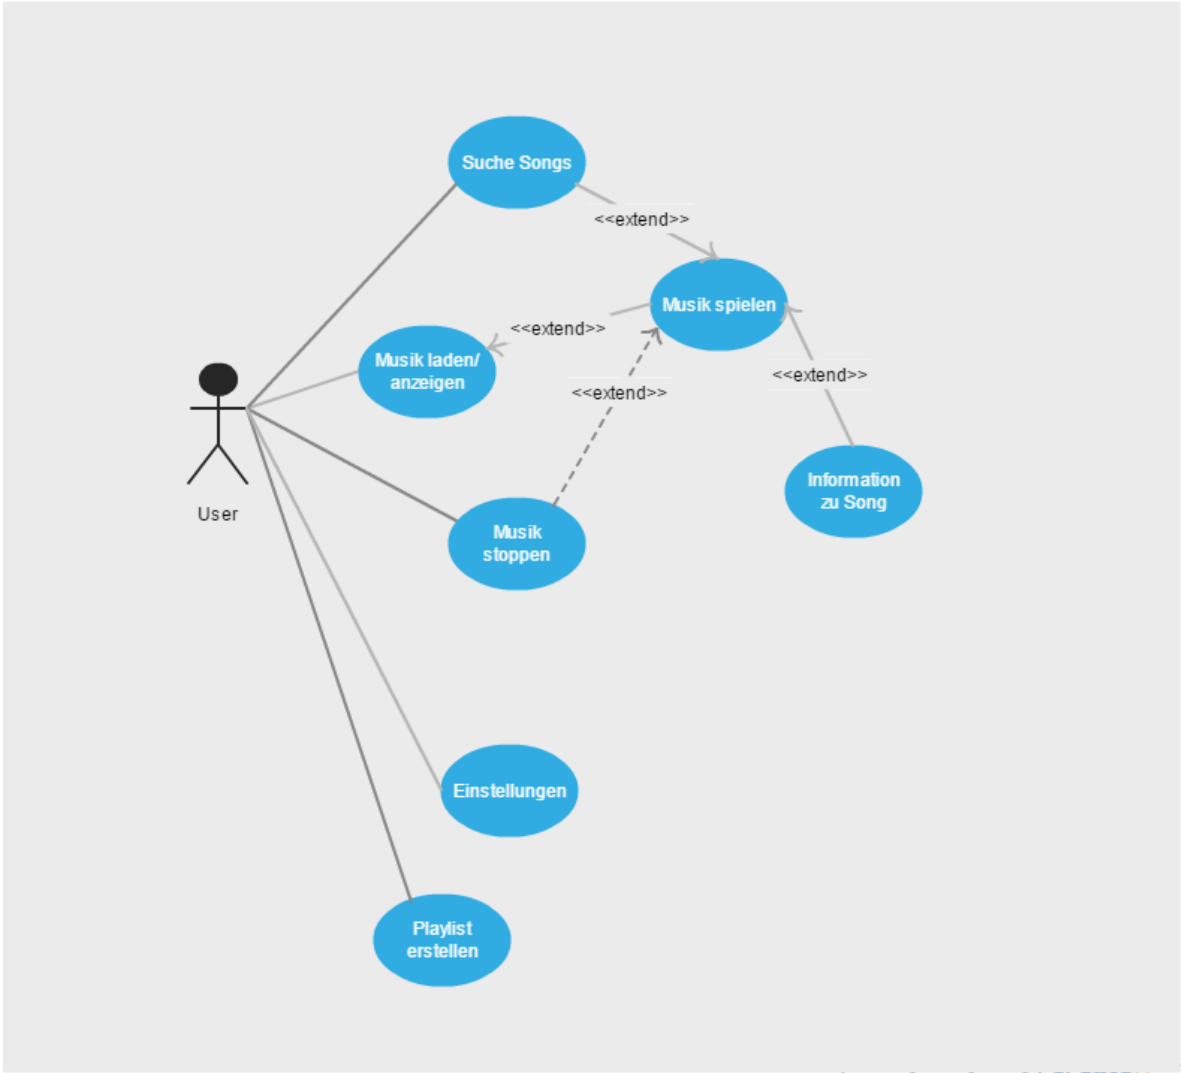 Suche Songs
<<extend>>
Musik spielen
<<extend>>
Musik laden/
anzeigen
<<extend>>
<<extend>>
Information
zu Song
User
Musik
stoppen
Einstellungen
Playlist
erstellen